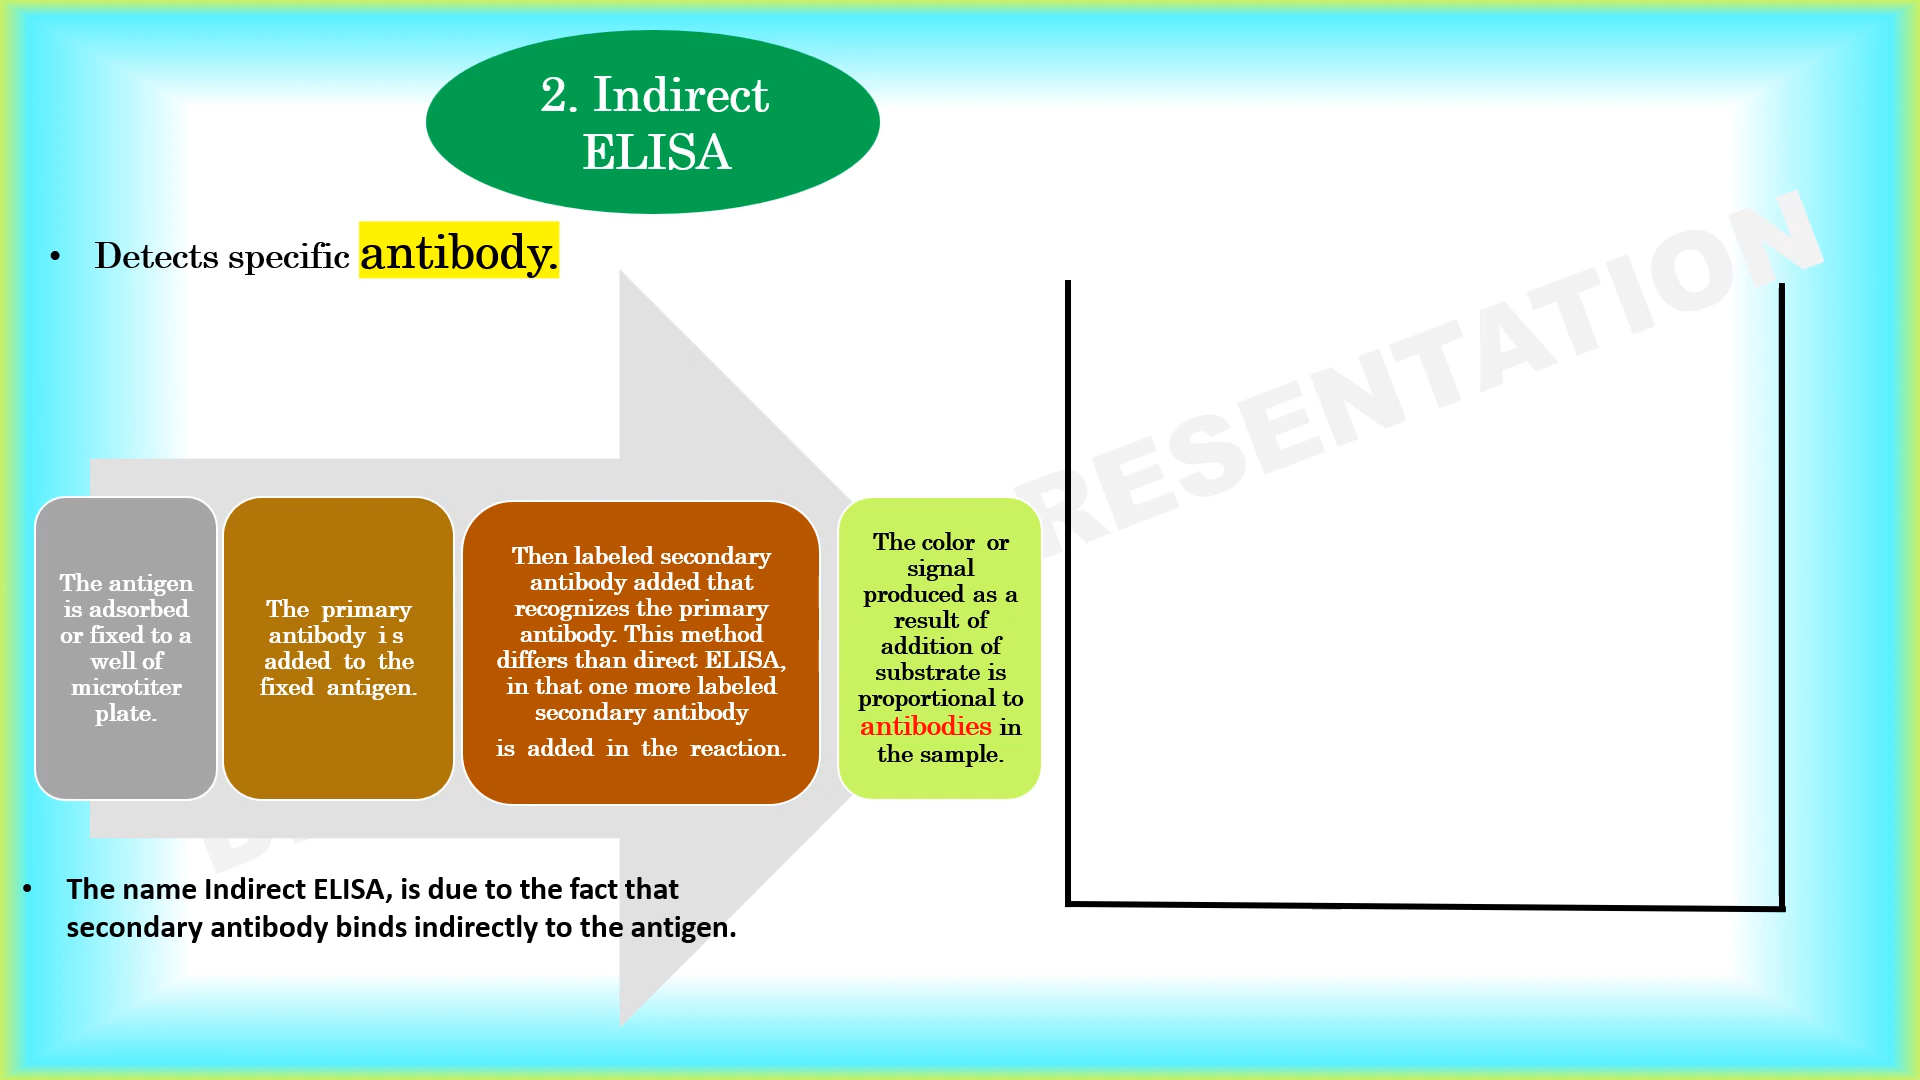 2. Indirect
ELISA
• Detects specific antibody.
The antigen
is adsorbed
or fixed to a
well of
microtiter
plate.
The primary
antibody i s
added to the
fixed antigen.
Then labeled secondary
antibody added that
recognizes the primary
antibody. This method
differs than direct ELISA,
in that one more labeled
secondary antibody
is added in the reaction.
The color or
signal
produced as a
result of
addition of
substrate is
proportional to
antibodies in
the sample.
• The name Indirect ELISA, is due to the fact that
secondary antibody binds indirectly to the antigen.